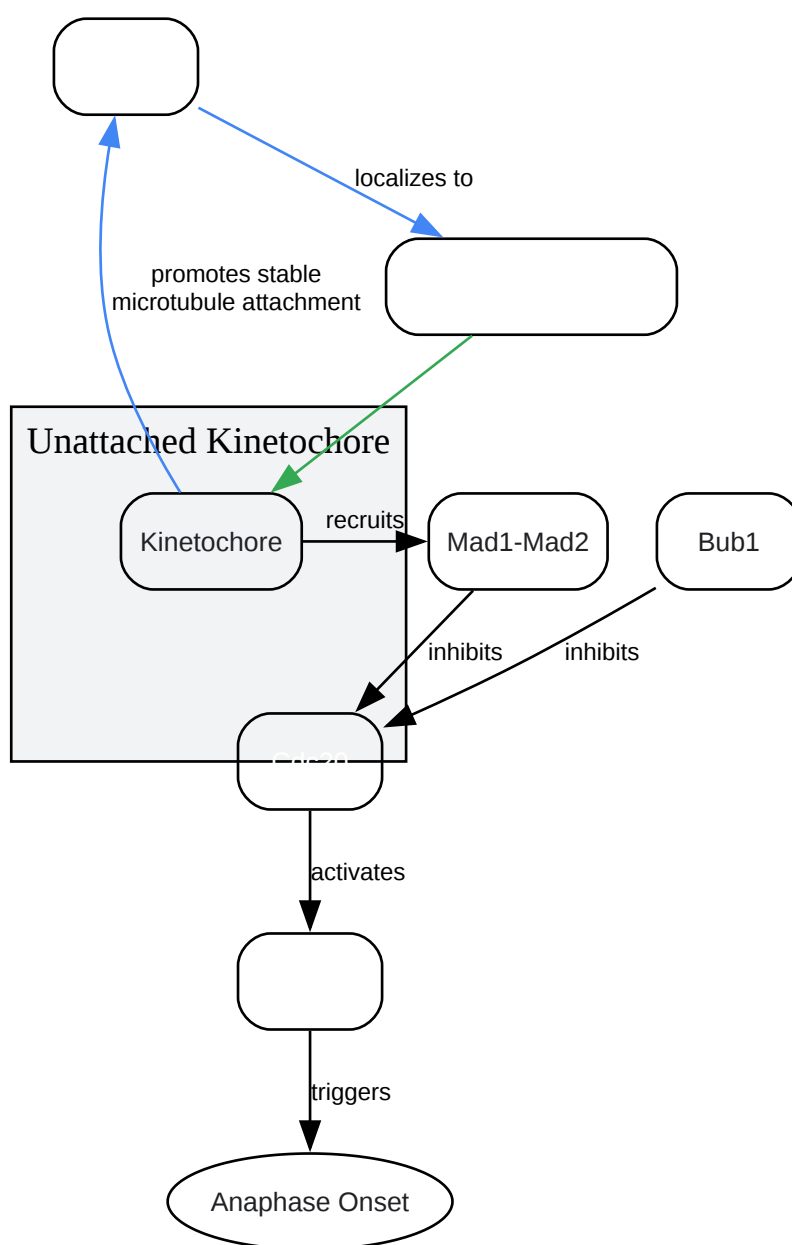 localizes to
promotes stable
microtubule attachment
Unattached Kinetochore
Kinetochore
recruits
Mad1-Mad2
Bub1
inhibits
inhibits
Cdc20
activates
triggers
Anaphase Onset